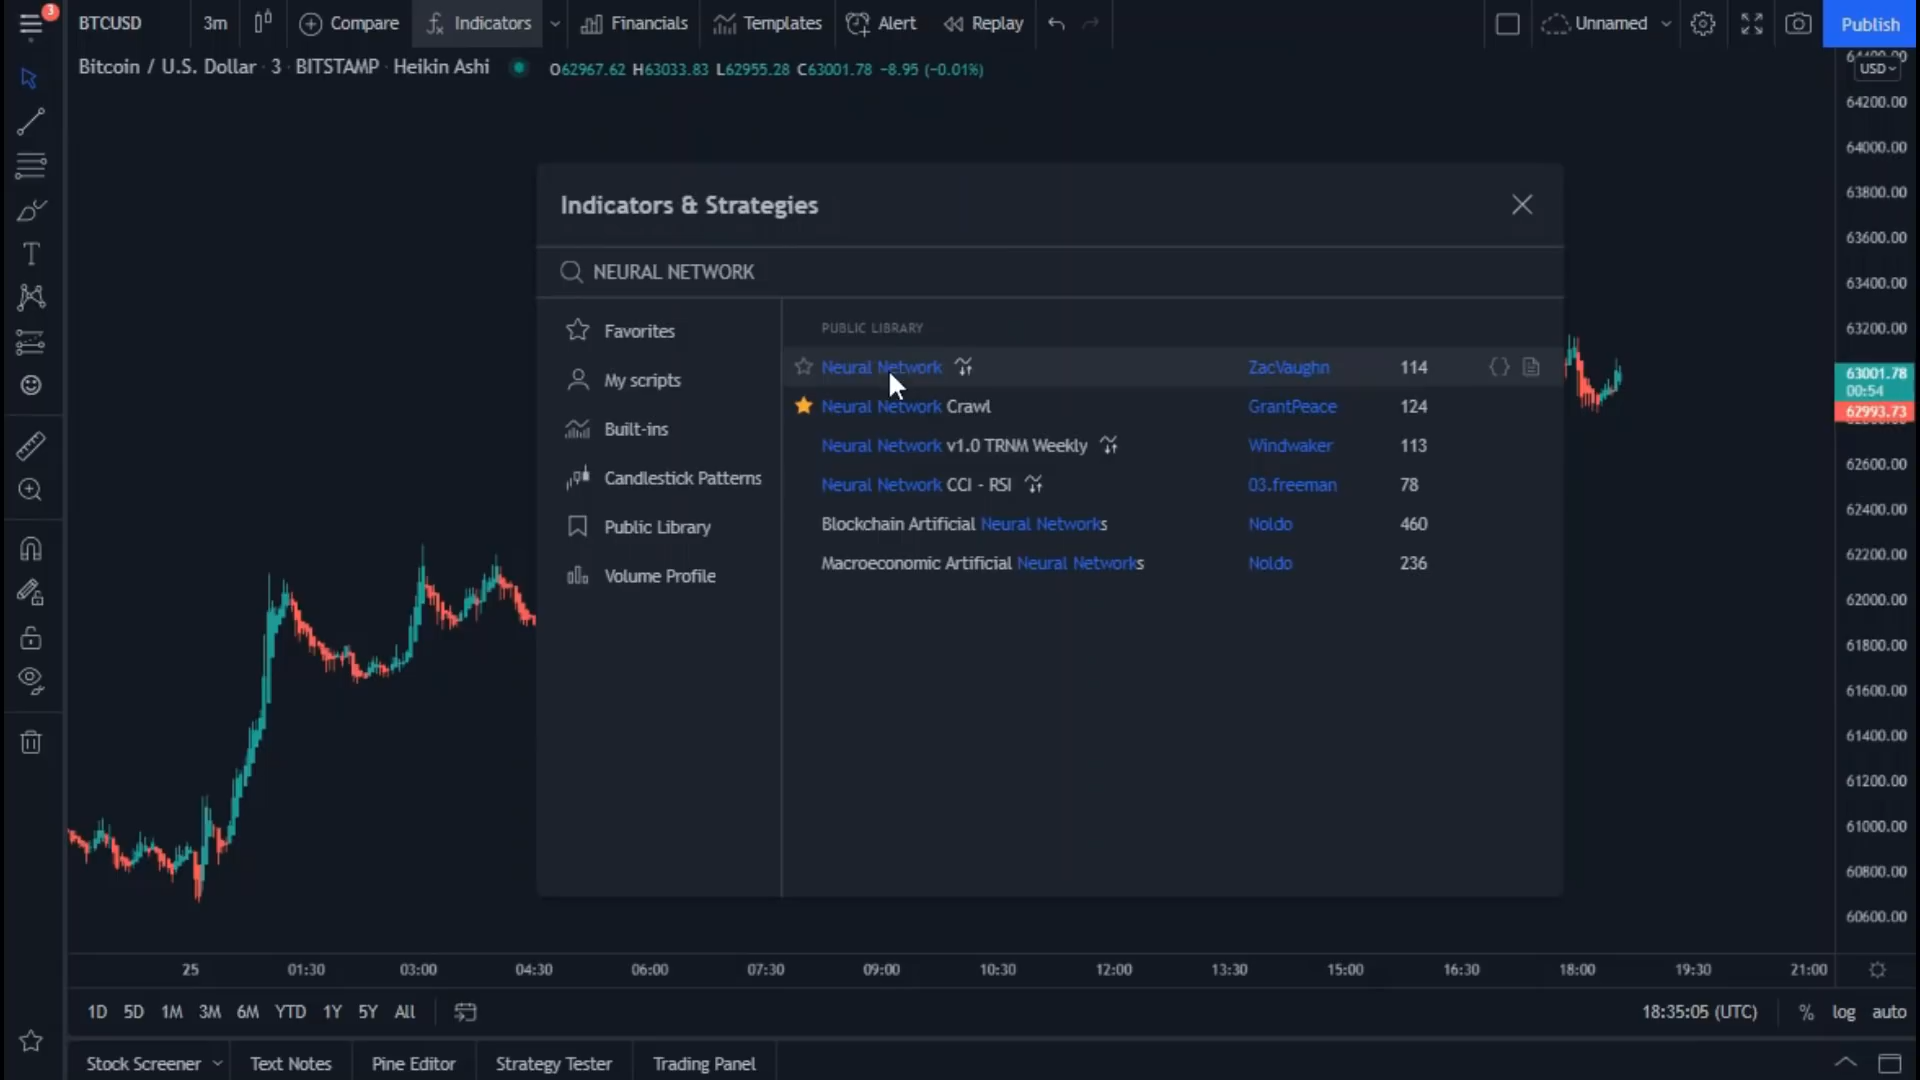 3
BTCUSD 3m Compare Indicators Financials Templates Alert Replay Unnamed Publish
Bitcoin / U.S. Dollar · 3 · BITSTAMP · Heikin Ashi O62967.62 H63033.83 L62955.28 C63001.78 −8.95 (−0.01%)
USD
64200.00
64000.00
63800.00
63600.00
63400.00
63200.00
63001.78
00:54
62993.73
62600.00
62400.00
62200.00
62000.00
61800.00
61600.00
61400.00
61200.00
61000.00
60800.00
60600.00
Indicators & Strategies
NEURAL NETWORK
Favorites
My scripts
Built-ins
Candlestick Patterns
Public Library
Volume Profile
PUBLIC LIBRARY
Neural Network ZacVaughn 114
Neural Network Crawl GrantPeace 124
Neural Network v1.0 TRNM Weekly Windwaker 113
Neural Network CCI - RSI 03.freeman 78
Blockchain Artificial Neural Networks Noldo 460
Macroeconomic Artificial Neural Networks Noldo 236
25 01:30 03:00 04:30 06:00 07:30 09:00 10:30 12:00 13:30 15:00 16:30 18:00 19:30 21:00
1D 5D 1M 3M 6M YTD 1Y 5Y All 18:35:05 (UTC) % log auto
Stock Screener Text Notes Pine Editor Strategy Tester Trading Panel